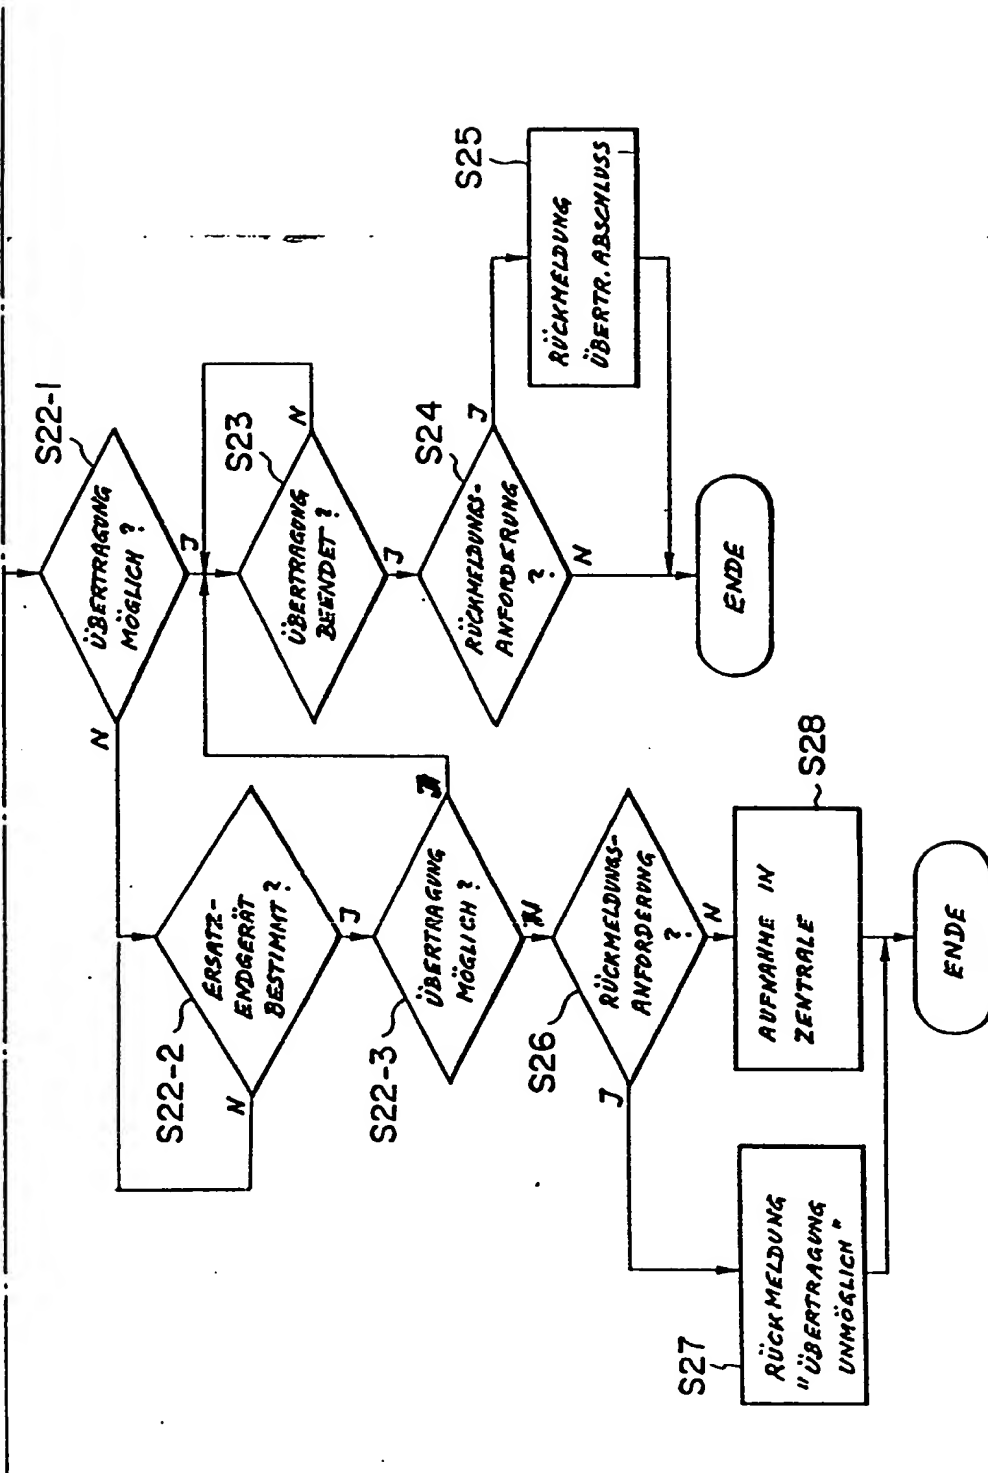 S22-1
ÜBERTRAGUNG
MÖGLICH ?
N
J
S22-2
ERSATZ-
ENDGERÄT
BESTIMMT ?
N
J
S23
ÜBERTRAGUNG
BEENDET ?
N
J
S22-3
ÜBERTRAGUNG
MÖGLICH ?
J
N
S24
RÜCKMELDUNGS-
ANFORDERUNG
?
J
N
S25
RÜCKMELDUNG
ÜBERTR. ABSCHLUSS
S26
RÜCKMELDUNGS-
ANFORDERUNG
?
J
N
ENDE
S27
RÜCKMELDUNG
"ÜBERTRAGUNG
UNMÖGLICH"
S28
AUFNAHME IN
ZENTRALE
ENDE